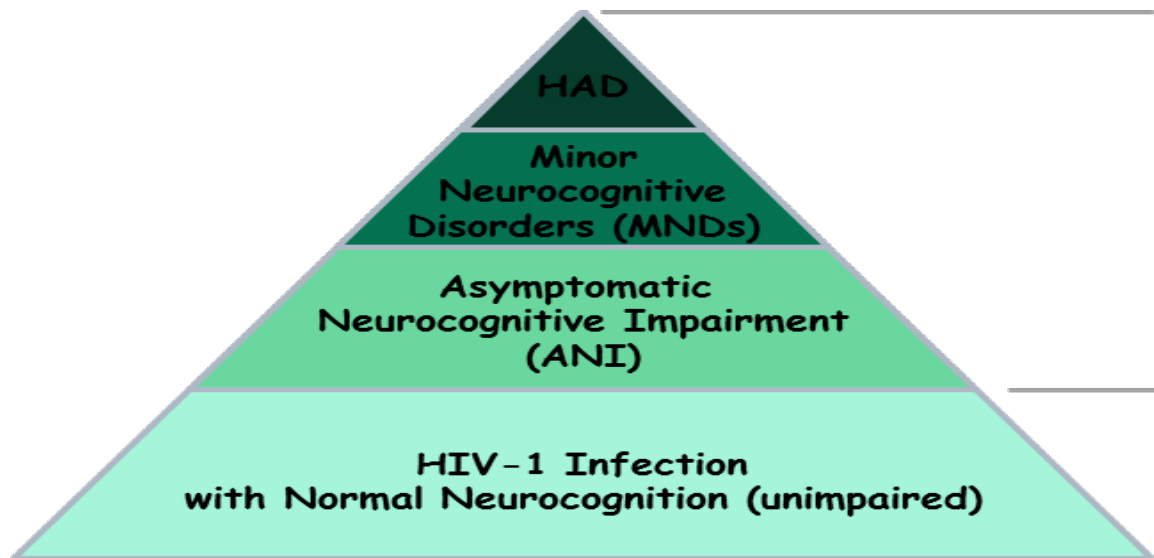 HAD
Minor
Neurocognitive
Disorders (MNDs)
Asymptomatic
Neurocognitive Impairment
(ANI)
HIV-1 Infection
with Normal Neurocognition (unimpaired)